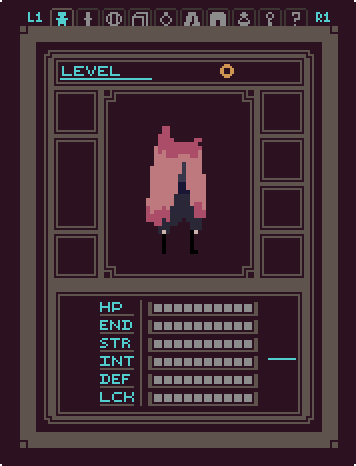 L1 ? R1
LEVEL
HP
END
STR
INT
DEF
LCK